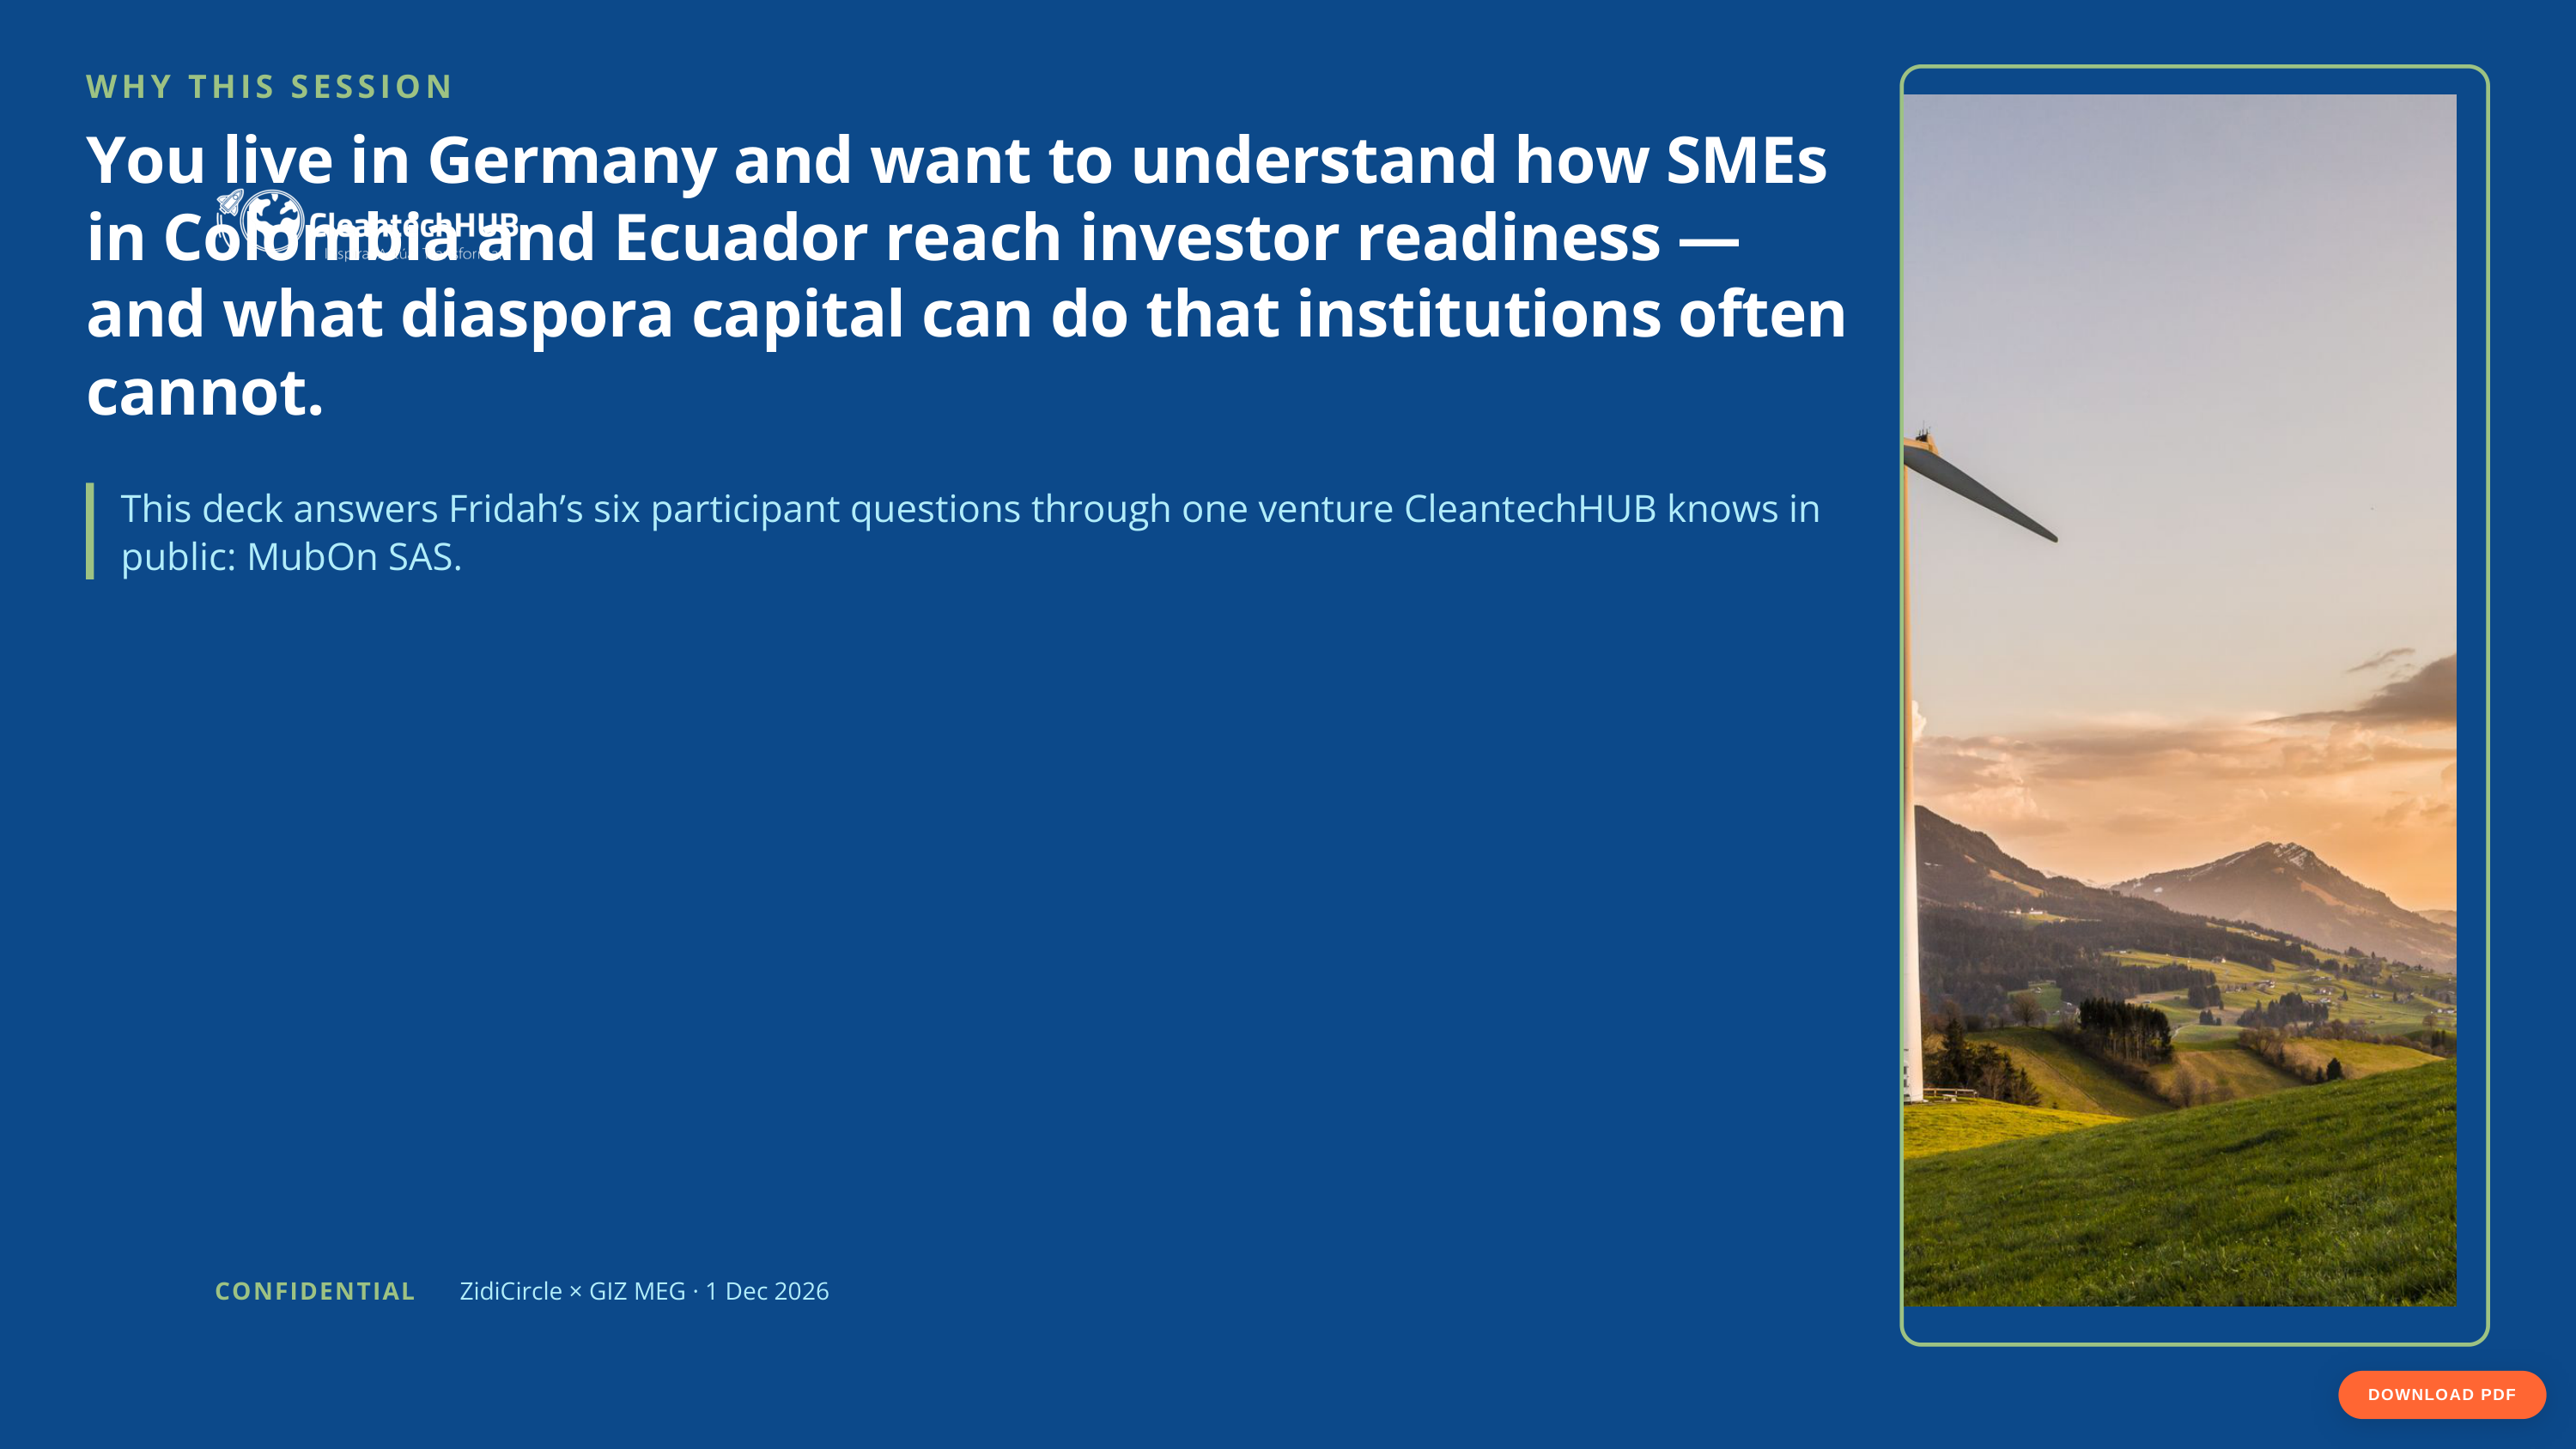 WHY THIS SESSION
You live in Germany and want to understand how SMEs
in Colombia and Ecuador reach investor readiness —
and what diaspora capital can do that institutions often
cannot.
CleantechHUB
This deck answers Fridah’s six participant questions through one venture CleantechHUB knows in
public: MubOn SAS.
CONFIDENTIAL ZidiCircle × GIZ MEG · 1 Dec 2026
DOWNLOAD PDF